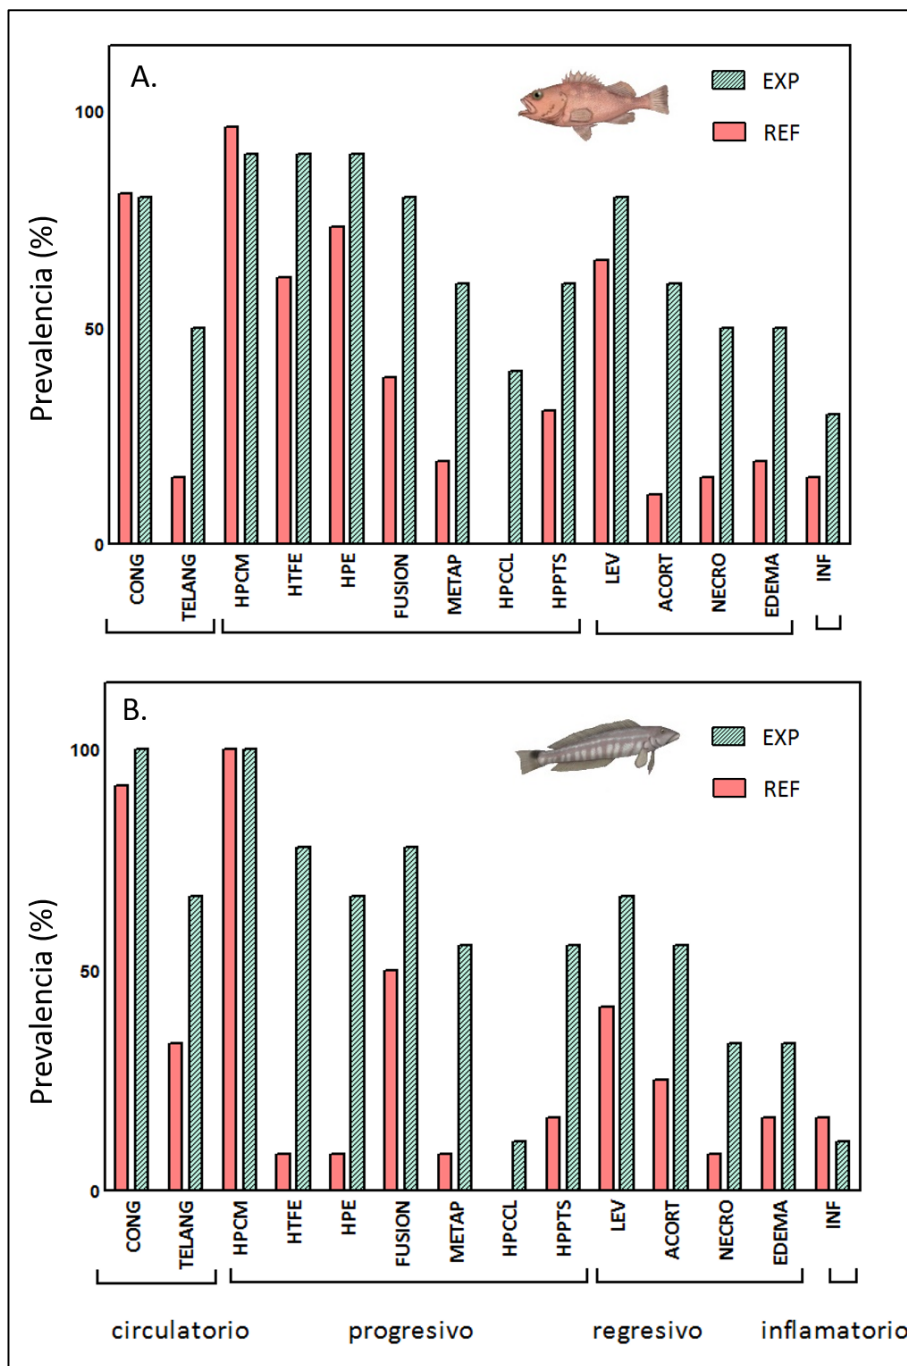 A.
EXP
REF
100
50
0
Prevalencia (%)
CONG
TELANG
HPCM
HTFE
HPE
FUSION
METAP
HPCCL
HPPTS
LEV
ACORT
NECRO
EDEMA
INF
B.
EXP
REF
100
50
0
Prevalencia (%)
CONG
TELANG
HPCM
HTFE
HPE
FUSION
METAP
HPCCL
HPPTS
LEV
ACORT
NECRO
EDEMA
INF
circulatorio progresivo regresivo inflamatorio